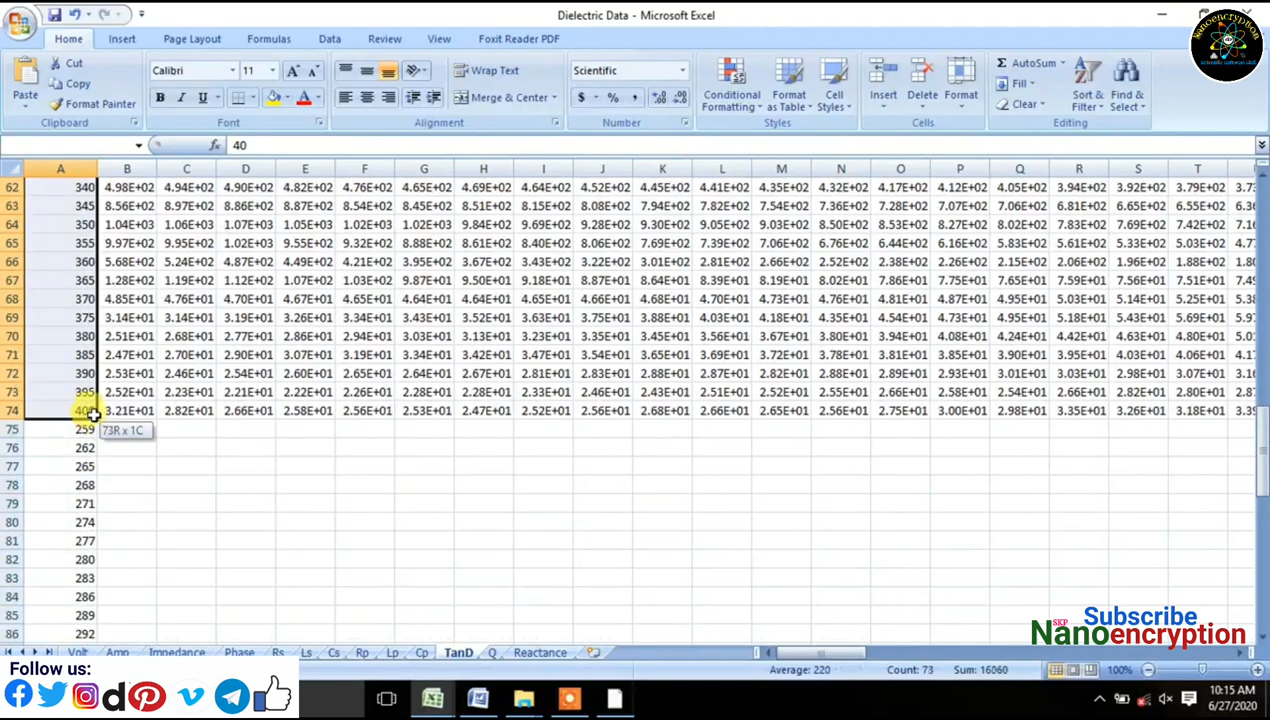 Dielectric Data - Microsoft Excel
Nanoencryption
Home Insert Page Layout Formulas Data Review View Foxit Reader PDF
Cut
Copy
Format Painter
Paste
Clipboard
Calibri 11
B I U
Font
Wrap Text
Merge & Center
Alignment
Scientific
$ % ,
Number
Conditional Formatting
Format as Table
Cell Styles
Styles
Insert Delete Format
Cells
AutoSum
Fill
Clear
Sort & Filter
Find & Select
Editing
fx 40
A B C D E F G H I J K L M N O P Q R S T
62 340 4.98E+02 4.94E+02 4.90E+02 4.82E+02 4.76E+02 4.65E+02 4.69E+02 4.64E+02 4.52E+02 4.45E+02 4.41E+02 4.35E+02 4.32E+02 4.17E+02 4.12E+02 4.05E+02 3.94E+02 3.92E+02 3.79E+02 3.7
63 345 8.56E+02 8.97E+02 8.86E+02 8.87E+02 8.54E+02 8.45E+02 8.51E+02 8.15E+02 8.08E+02 7.94E+02 7.82E+02 7.54E+02 7.36E+02 7.28E+02 7.07E+02 7.06E+02 6.81E+02 6.65E+02 6.55E+02 6.3
64 350 1.04E+03 1.06E+03 1.07E+03 1.05E+03 1.02E+03 1.02E+03 9.84E+02 9.69E+02 9.28E+02 9.30E+02 9.05E+02 9.03E+02 8.50E+02 8.53E+02 8.27E+02 8.02E+02 7.83E+02 7.69E+02 7.42E+02 7.1
65 355 9.97E+02 9.95E+02 1.02E+03 9.55E+02 9.32E+02 8.88E+02 8.61E+02 8.40E+02 8.06E+02 7.69E+02 7.39E+02 7.06E+02 6.76E+02 6.44E+02 6.16E+02 5.83E+02 5.61E+02 5.33E+02 5.03E+02 4.7
66 360 5.68E+02 5.24E+02 4.87E+02 4.49E+02 4.21E+02 3.95E+02 3.67E+02 3.43E+02 3.22E+02 3.01E+02 2.81E+02 2.66E+02 2.52E+02 2.38E+02 2.26E+02 2.15E+02 2.06E+02 1.96E+02 1.88E+02 1.8
67 365 1.28E+02 1.19E+02 1.12E+02 1.07E+02 1.03E+02 9.87E+01 9.50E+01 9.18E+01 8.87E+01 8.64E+01 8.39E+01 8.19E+01 8.02E+01 7.86E+01 7.75E+01 7.65E+01 7.59E+01 7.56E+01 7.51E+01 7.4
68 370 4.85E+01 4.76E+01 4.70E+01 4.67E+01 4.65E+01 4.64E+01 4.64E+01 4.65E+01 4.66E+01 4.68E+01 4.70E+01 4.73E+01 4.76E+01 4.81E+01 4.87E+01 4.95E+01 5.03E+01 5.14E+01 5.25E+01 5.3
69 375 3.14E+01 3.14E+01 3.19E+01 3.26E+01 3.34E+01 3.43E+01 3.52E+01 3.63E+01 3.75E+01 3.88E+01 4.03E+01 4.18E+01 4.35E+01 4.54E+01 4.73E+01 4.95E+01 5.18E+01 5.43E+01 5.69E+01 5.9
70 380 2.51E+01 2.68E+01 2.77E+01 2.86E+01 2.94E+01 3.03E+01 3.13E+01 3.23E+01 3.35E+01 3.45E+01 3.56E+01 3.67E+01 3.80E+01 3.94E+01 4.08E+01 4.24E+01 4.42E+01 4.63E+01 4.80E+01 5.0
71 385 2.47E+01 2.70E+01 2.90E+01 3.07E+01 3.19E+01 3.34E+01 3.42E+01 3.47E+01 3.54E+01 3.65E+01 3.69E+01 3.72E+01 3.78E+01 3.81E+01 3.85E+01 3.90E+01 3.95E+01 4.03E+01 4.06E+01 4.1
72 390 2.53E+01 2.46E+01 2.54E+01 2.60E+01 2.65E+01 2.64E+01 2.67E+01 2.81E+01 2.83E+01 2.87E+01 2.82E+01 2.87E+01 2.88E+01 2.89E+01 2.93E+01 3.01E+01 3.03E+01 2.98E+01 3.07E+01 3.1
73 395 2.52E+01 2.23E+01 2.21E+01 2.22E+01 2.26E+01 2.28E+01 2.28E+01 2.33E+01 2.46E+01 2.43E+01 2.51E+01 2.53E+01 2.56E+01 2.66E+01 2.58E+01 2.54E+01 2.66E+01 2.82E+01 2.80E+01 2.8
74 3.21E+01 2.82E+01 2.66E+01 2.58E+01 2.56E+01 2.53E+01 2.47E+01 2.52E+01 2.56E+01 2.68E+01 2.66E+01 2.65E+01 2.56E+01 2.75E+01 3.00E+01 2.98E+01 3.35E+01 3.26E+01 3.18E+01 3.3
75 259
73R x 1C
76 262
77 265
78 268
79 271
80 274
81 277
82 280
83 283
84 286
85 289
86 292
Subscribe
SKP Nanoencryption
Volt Amp Impedance Phase Rs Ls Cs Rp Lp Cp TanD Q Reactance
Average: 220 Count: 73 Sum: 16060 100%
Follow us:
10:15 AM
6/27/2020